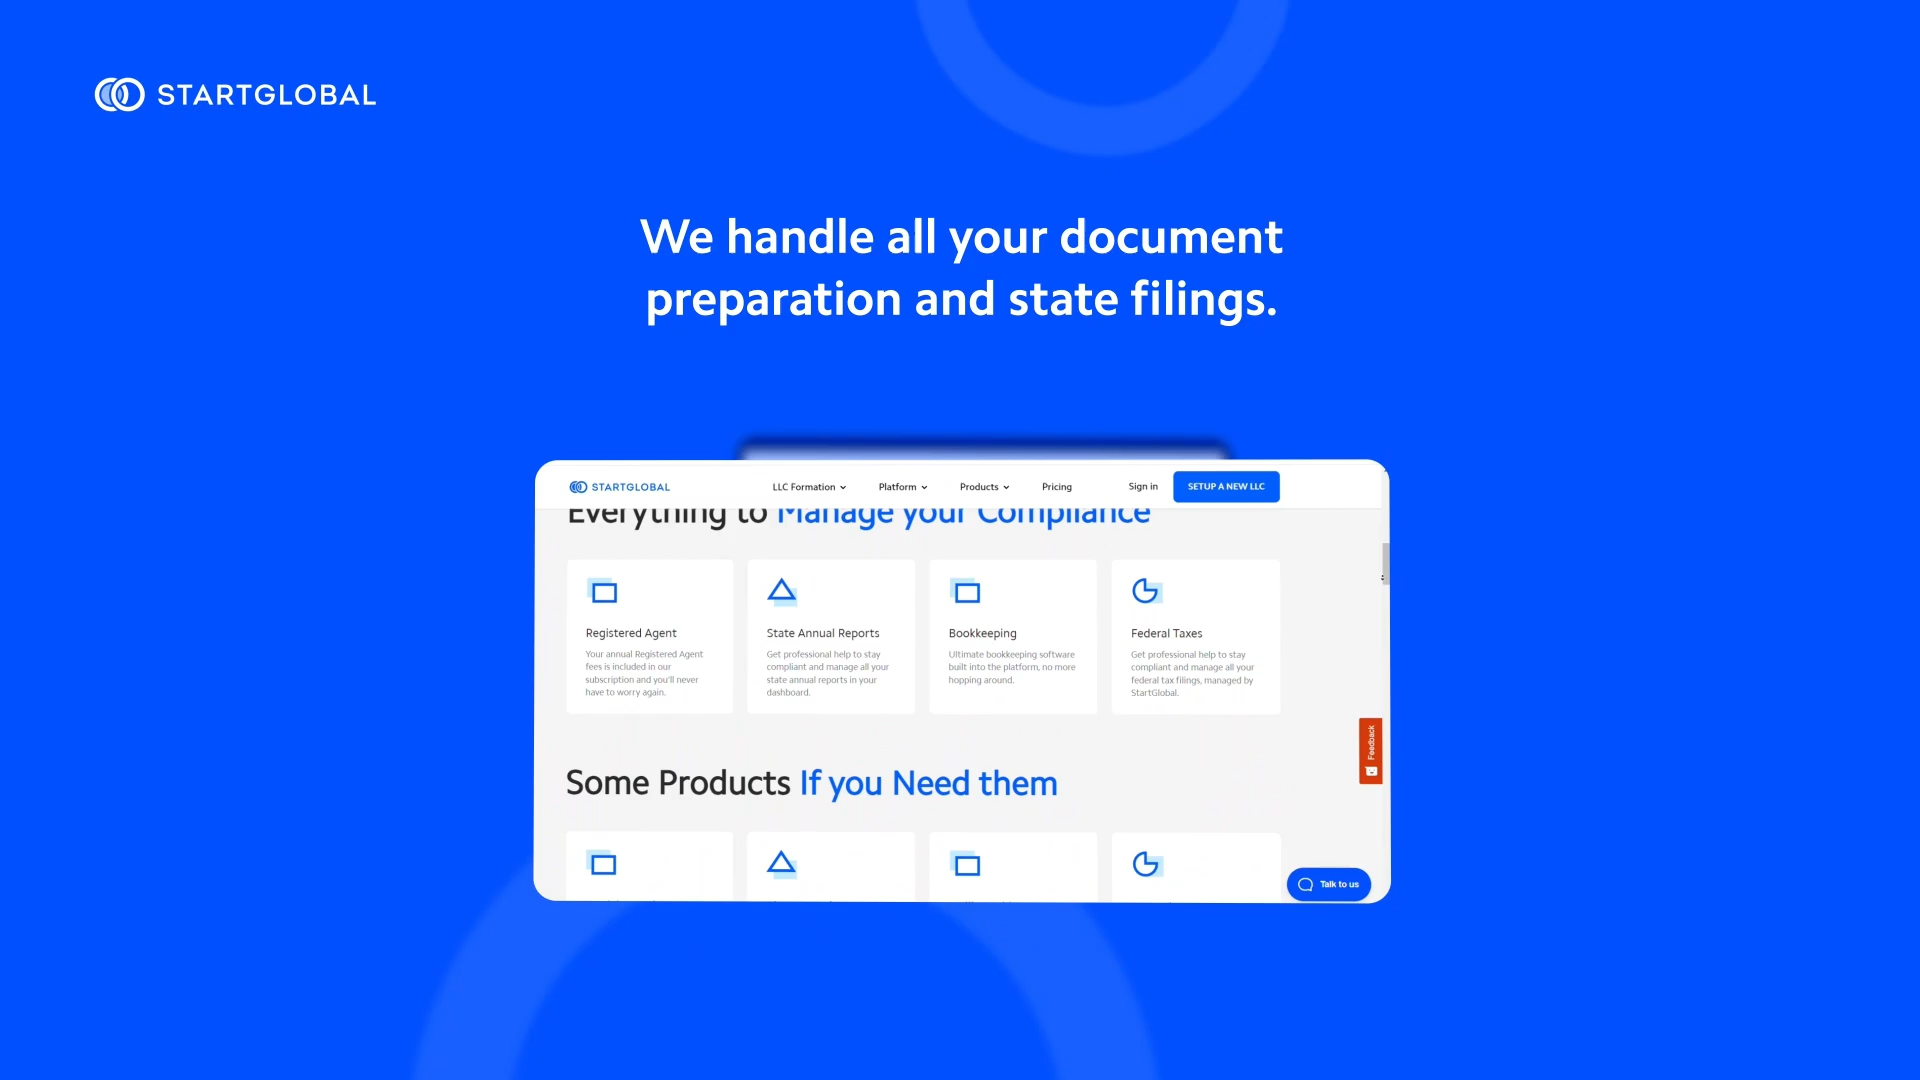 STARTGLOBAL
We handle all your document
preparation and state filings.
STARTGLOBAL
LLC Formation
Platform
Products
Pricing
Sign in
SETUP A NEW LLC
Everything to Manage your Compliance
Registered Agent
Your annual Registered Agent
fees is included in our
subscription and you'll never
have to worry again.
State Annual Reports
Get professional help to stay
compliant and manage all your
state annual reports in your
dashboard.
Bookkeeping
Ultimate bookkeeping software
built into the platform, no more
hopping around.
Federal Taxes
Get professional help to stay
compliant and manage all your
federal tax filings, managed by
StartGlobal.
Feedback
Some Products If you Need them
Talk to us